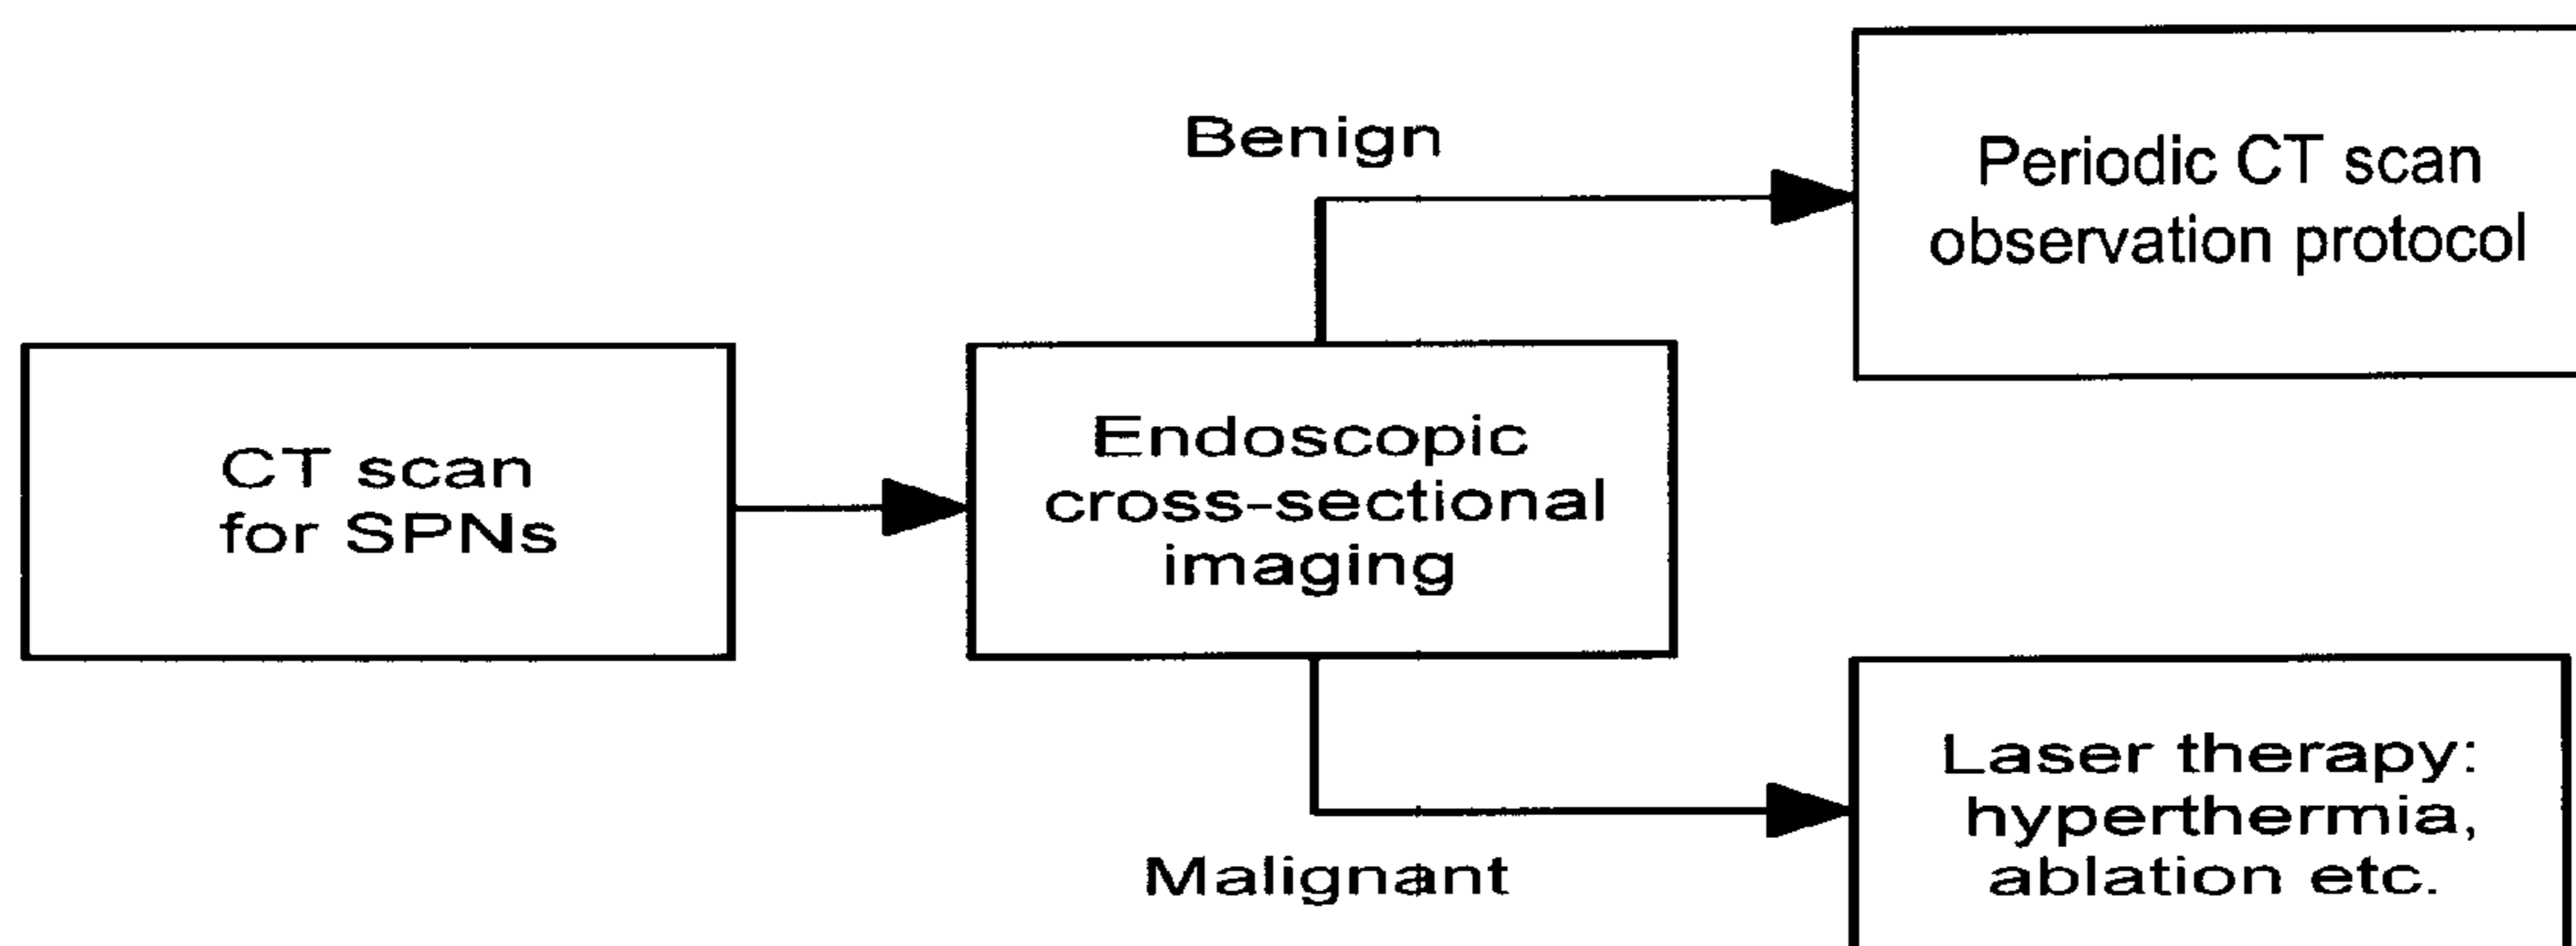 CT scan
for SPNs
Endoscopic
cross-sectional
imaging
Benign
Periodic CT scan
observation protocol
Malignant
Laser therapy:
hyperthermia,
ablation etc.